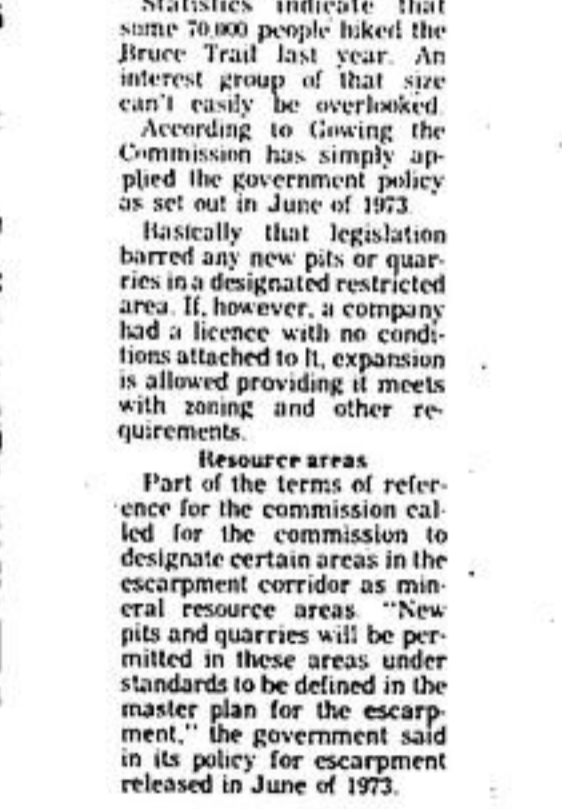 Statistics indicate that
some 70,000 people hiked the
Bruce Trail last year. An
interest group of that size
can't easily be overlooked.
According to Gowing the
Commission has simply ap-
plied the government policy
as set out in June of 1973.
Basically that legislation
barred any new pits or quar-
ries in a designated restricted
area. If, however, a company
had a licence with no condi-
tions attached to it, expansion
is allowed providing it meets
with zoning and other re-
quirements.
Resource areas
Part of the terms of refer-
ence for the commission cal-
led for the commission to
designate certain areas in the
escarpment corridor as min-
eral resource areas. "New
pits and quarries will be per-
mitted in these areas under
standards to be defined in the
master plan for the escarp-
ment," the government said
in its policy for escarpment
released in June of 1973.